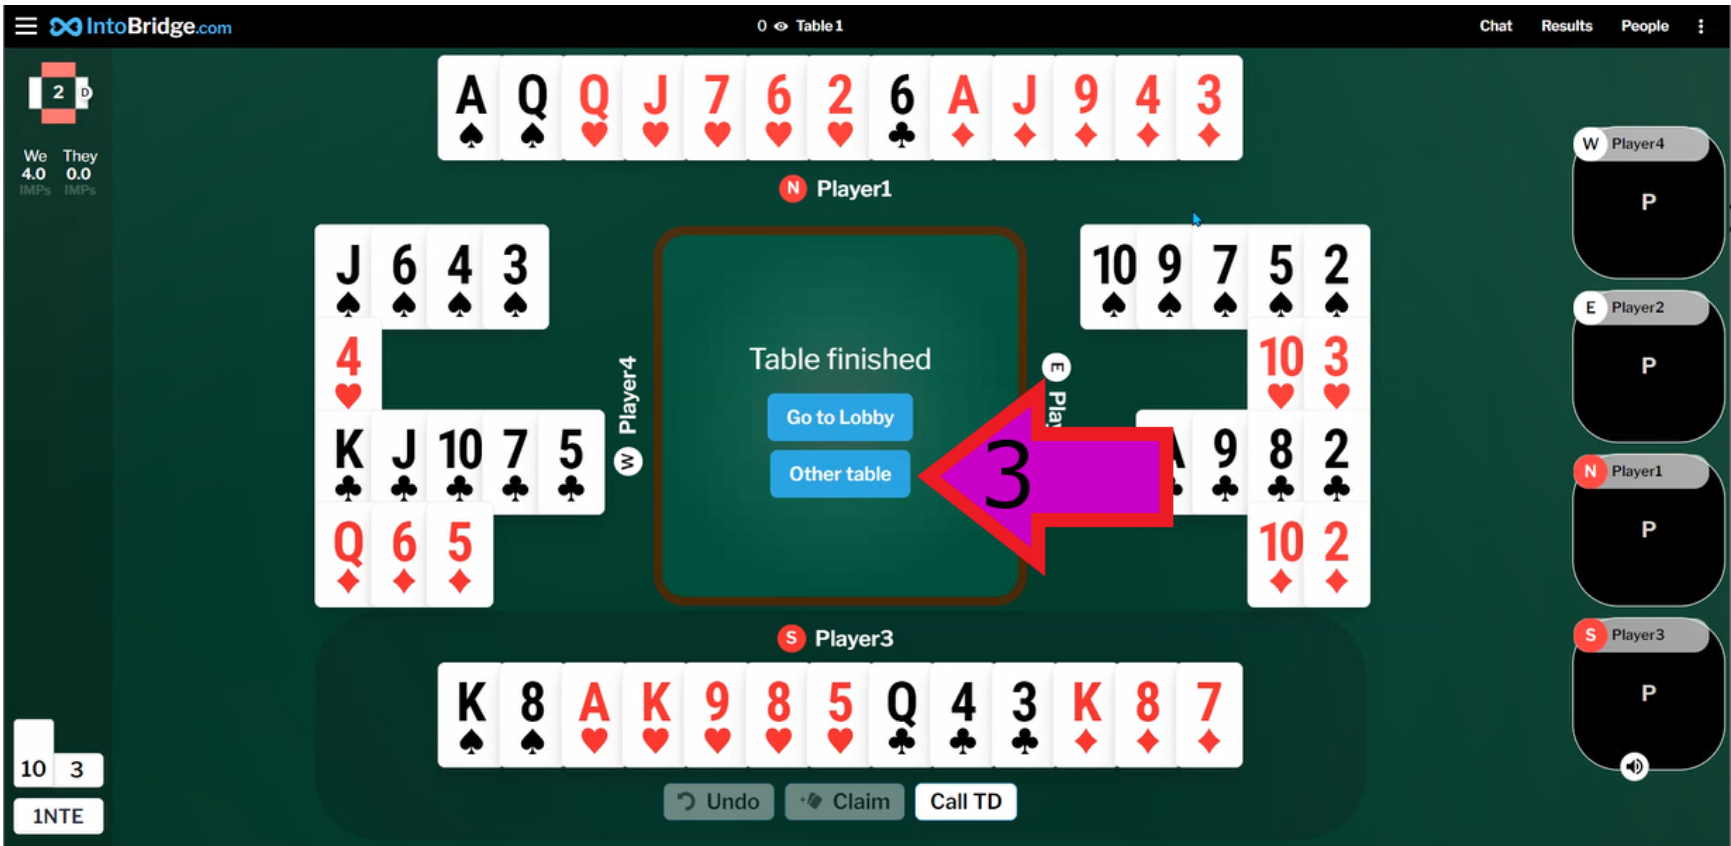 IntoBridge.com
0 Table 1
Chat Results People
2 D
We They
4.0 0.0
IMPs IMPs
A Q Q J 7 6 2 6 A J 9 4 3
N Player1
J 6 4 3
4
K J 10 7 5
Q 6 5
W Player4
Table finished
Go to Lobby
Other table
3
E
10 9 7 5 2
10 3
9 8 2
10 2
S Player3
K 8 A K 9 8 5 Q 4 3 K 8 7
Undo Claim Call TD
10 3
1NTE
W Player4
P
E Player2
P
N Player1
P
S Player3
P